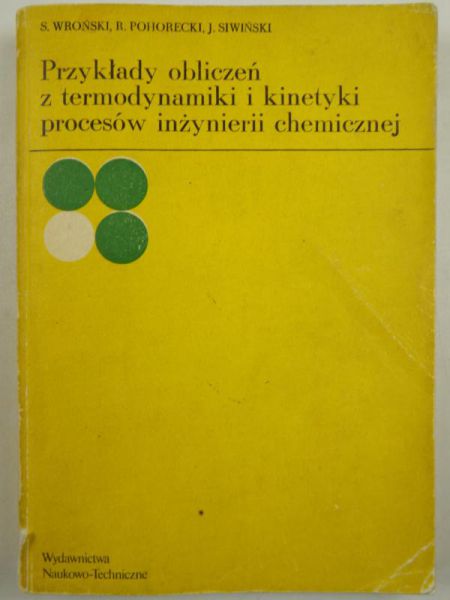 S. WROŃSKI, R. POHORECKI, J. SIWIŃSKI
Przykłady obliczeń
z termodynamiki i kinetyki
procesów inżynierii chemicznej
Wydawnictwa
Naukowo-Techniczne